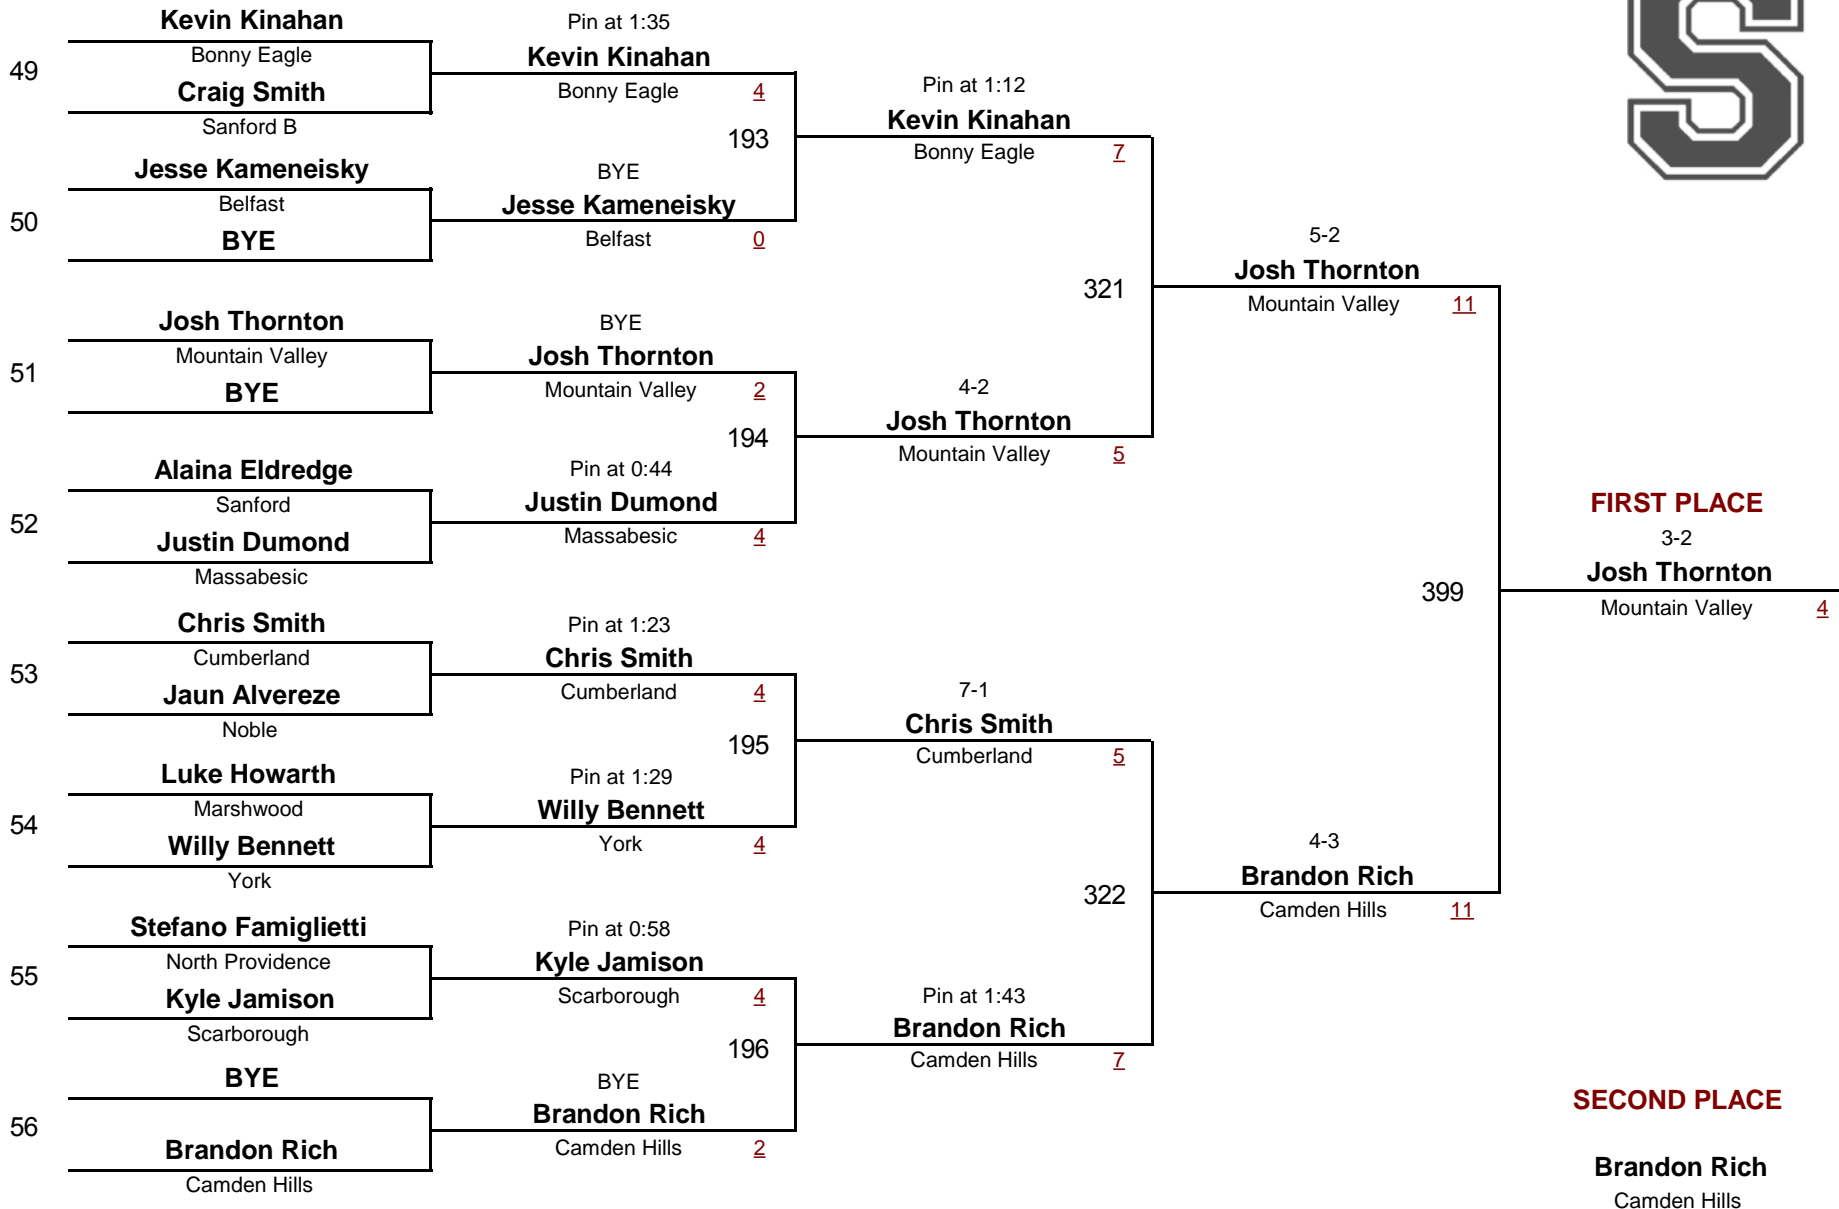 Kevin Kinahan
49
Bonny Eagle
Craig Smith
Sanford B
Jesse Kameneisky
50
Belfast
BYE
Josh Thornton
51
Mountain Valley
BYE
Alaina Eldredge
52
Sanford
Justin Dumond
Massabesic
Chris Smith
53
Cumberland
Jaun Alvereze
Noble
Luke Howarth
54
Marshwood
Willy Bennett
York
Stefano Famiglietti
55
North Providence
Kyle Jamison
Scarborough
BYE
56
Brandon Rich
Camden Hills
Pin at 1:35
Kevin Kinahan
Bonny Eagle 4
193
BYE
Jesse Kameneisky
Belfast 0
BYE
Josh Thornton
Mountain Valley 2
194
Pin at 0:44
Justin Dumond
Massabesic 4
Pin at 1:23
Chris Smith
Cumberland 4
195
Pin at 1:29
Willy Bennett
York 4
Pin at 0:58
Kyle Jamison
Scarborough 4
196
BYE
Brandon Rich
Camden Hills 2
Pin at 1:12
Kevin Kinahan
Bonny Eagle 7
321
4-2
Josh Thornton
Mountain Valley 5
7-1
Chris Smith
Cumberland 5
322
Pin at 1:43
Brandon Rich
Camden Hills 7
5-2
Josh Thornton
Mountain Valley 11
399
4-3
Brandon Rich
Camden Hills 11
S
FIRST PLACE
3-2
Josh Thornton
Mountain Valley 4
SECOND PLACE
Brandon Rich
Camden Hills